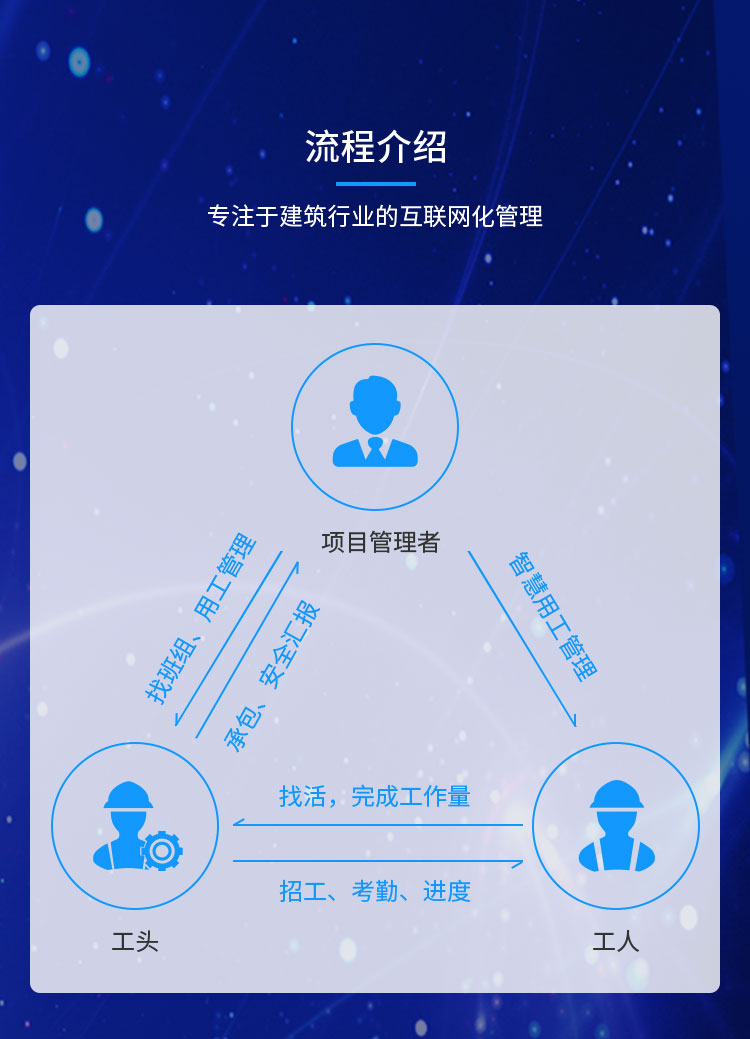 流程介绍
专注于建筑行业的互联网化管理
项目管理者
找班组、用工管理
承包、安全汇报
智慧用工管理
找活，完成工作量
招工、考勤、进度
工头
工人